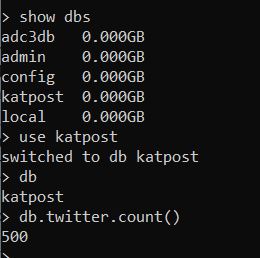 > show dbs
adc3db   0.000GB
admin    0.000GB
config   0.000GB
katpost  0.000GB
local    0.000GB
> use katpost
switched to db katpost
> db
katpost
> db.twitter.count()
500
>